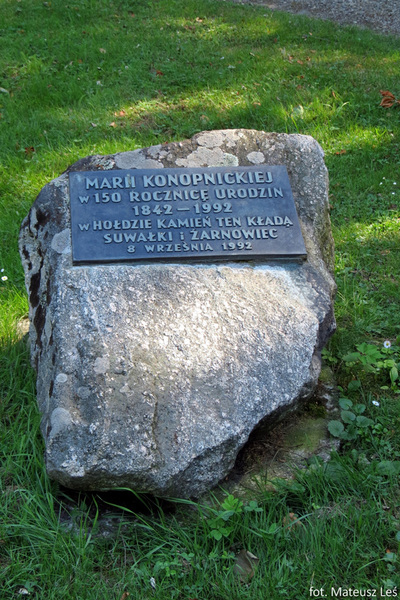 MARII KONOPNICKIEJ
W 150 ROCZNICĘ URODZIN
1842 – 1992
W HOŁDZIE KAMIEŃ TEN KŁADĄ
SUWAŁKI i ŻARNOWIEC
8 WRZEŚNIA 1992
fot. Mateusz Leś